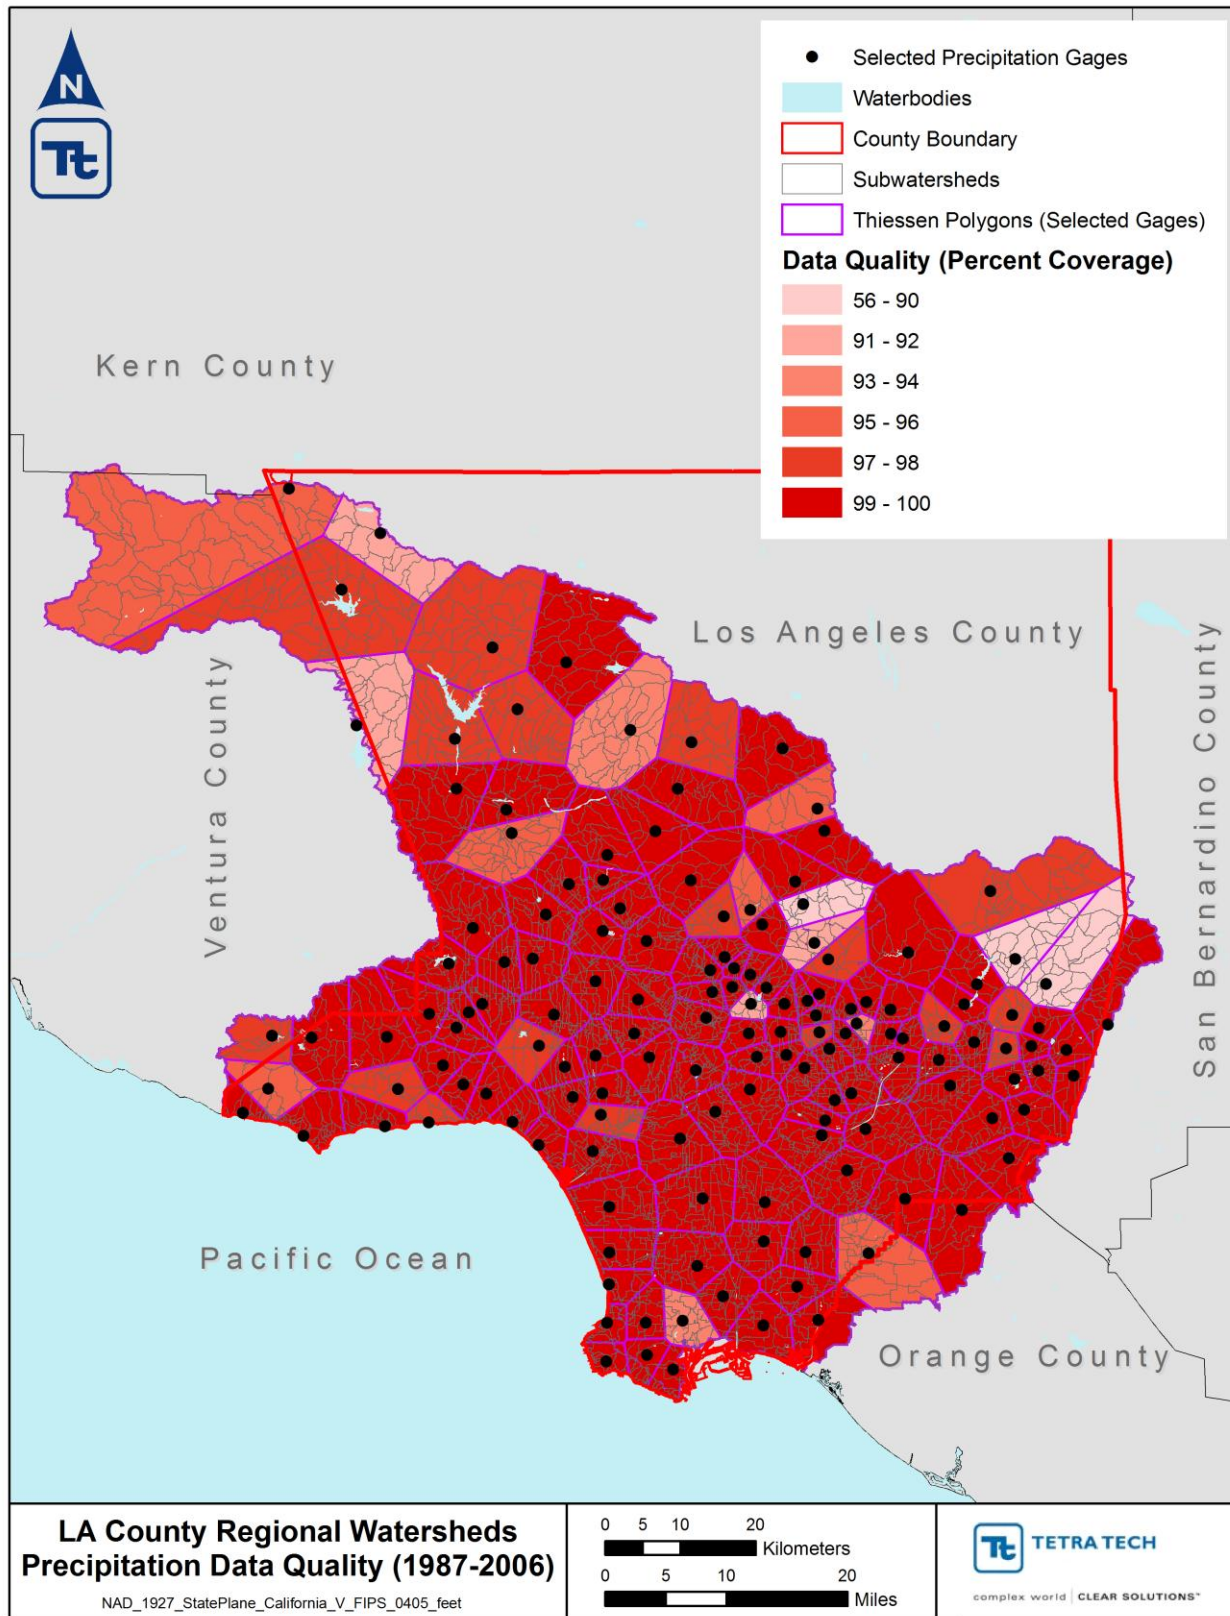 N
Tt
Selected Precipitation Gages
Waterbodies
County Boundary
Subwatersheds
Thiessen Polygons (Selected Gages)
Data Quality (Percent Coverage)
56 - 90
91 - 92
93 - 94
95 - 96
97 - 98
99 - 100
Kern County
Los Angeles County
Ventura County
San Bernardino County
Pacific Ocean
Orange County
LA County Regional Watersheds
Precipitation Data Quality (1987-2006)
NAD_1927_StatePlane_California_V_FIPS_0405_feet
0 5 10 20
Kilometers
0 5 10 20
Miles
Tt TETRA TECH
complex world | CLEAR SOLUTIONS™